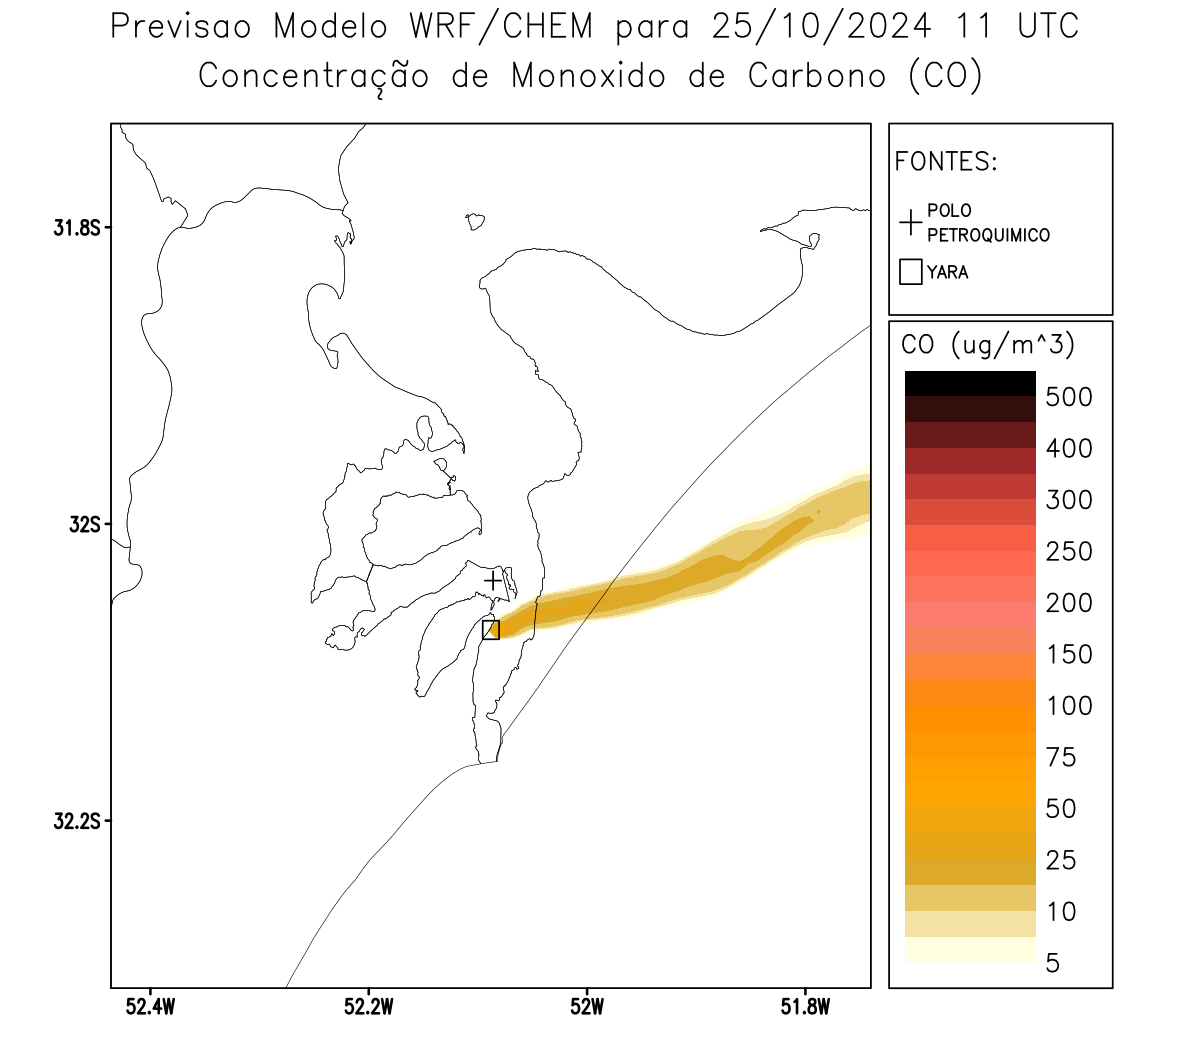 Previsao Modelo WRF/CHEM para 25/10/2024 11 UTC
Concentração de Monoxido de Carbono (CO)
FONTES:
POLO
PETROQUIMICO
YARA
CO (ug/m^3)
500
400
300
250
200
150
100
75
50
25
10
5
31.8S
32S
32.2S
52.4W
52.2W
52W
51.8W